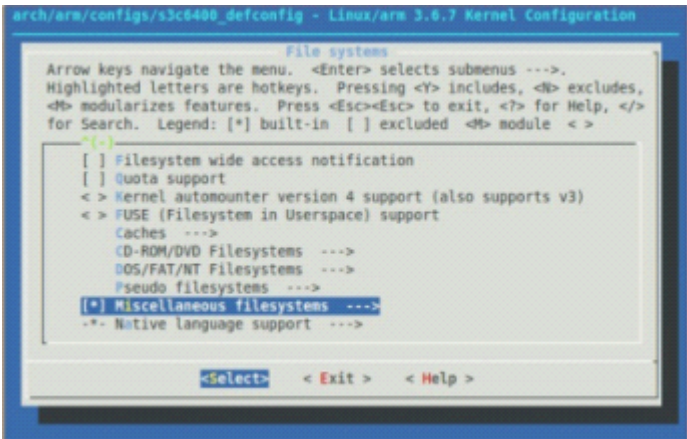 arch/arm/configs/s3c6400_defconfig - Linux/arm 3.6.7 Kernel Configuration
File systems
Arrow keys navigate the menu.  <Enter> selects submenus --->.
Highlighted letters are hotkeys.  Pressing <Y> includes, <N> excludes,
<M> modularizes features.  Press <Esc><Esc> to exit, <?> for Help, </>
for Search.  Legend: [*] built-in  [ ] excluded  <M> module  < >
^(-)
[ ] Filesystem wide access notification
[ ] Quota support
< > Kernel automounter version 4 support (also supports v3)
< > FUSE (Filesystem in Userspace) support
Caches  --->
CD-ROM/DVD Filesystems  --->
DOS/FAT/NT Filesystems  --->
Pseudo filesystems  --->
[*] Miscellaneous filesystems  --->
-*- Native language support  --->
<Select>    < Exit >    < Help >